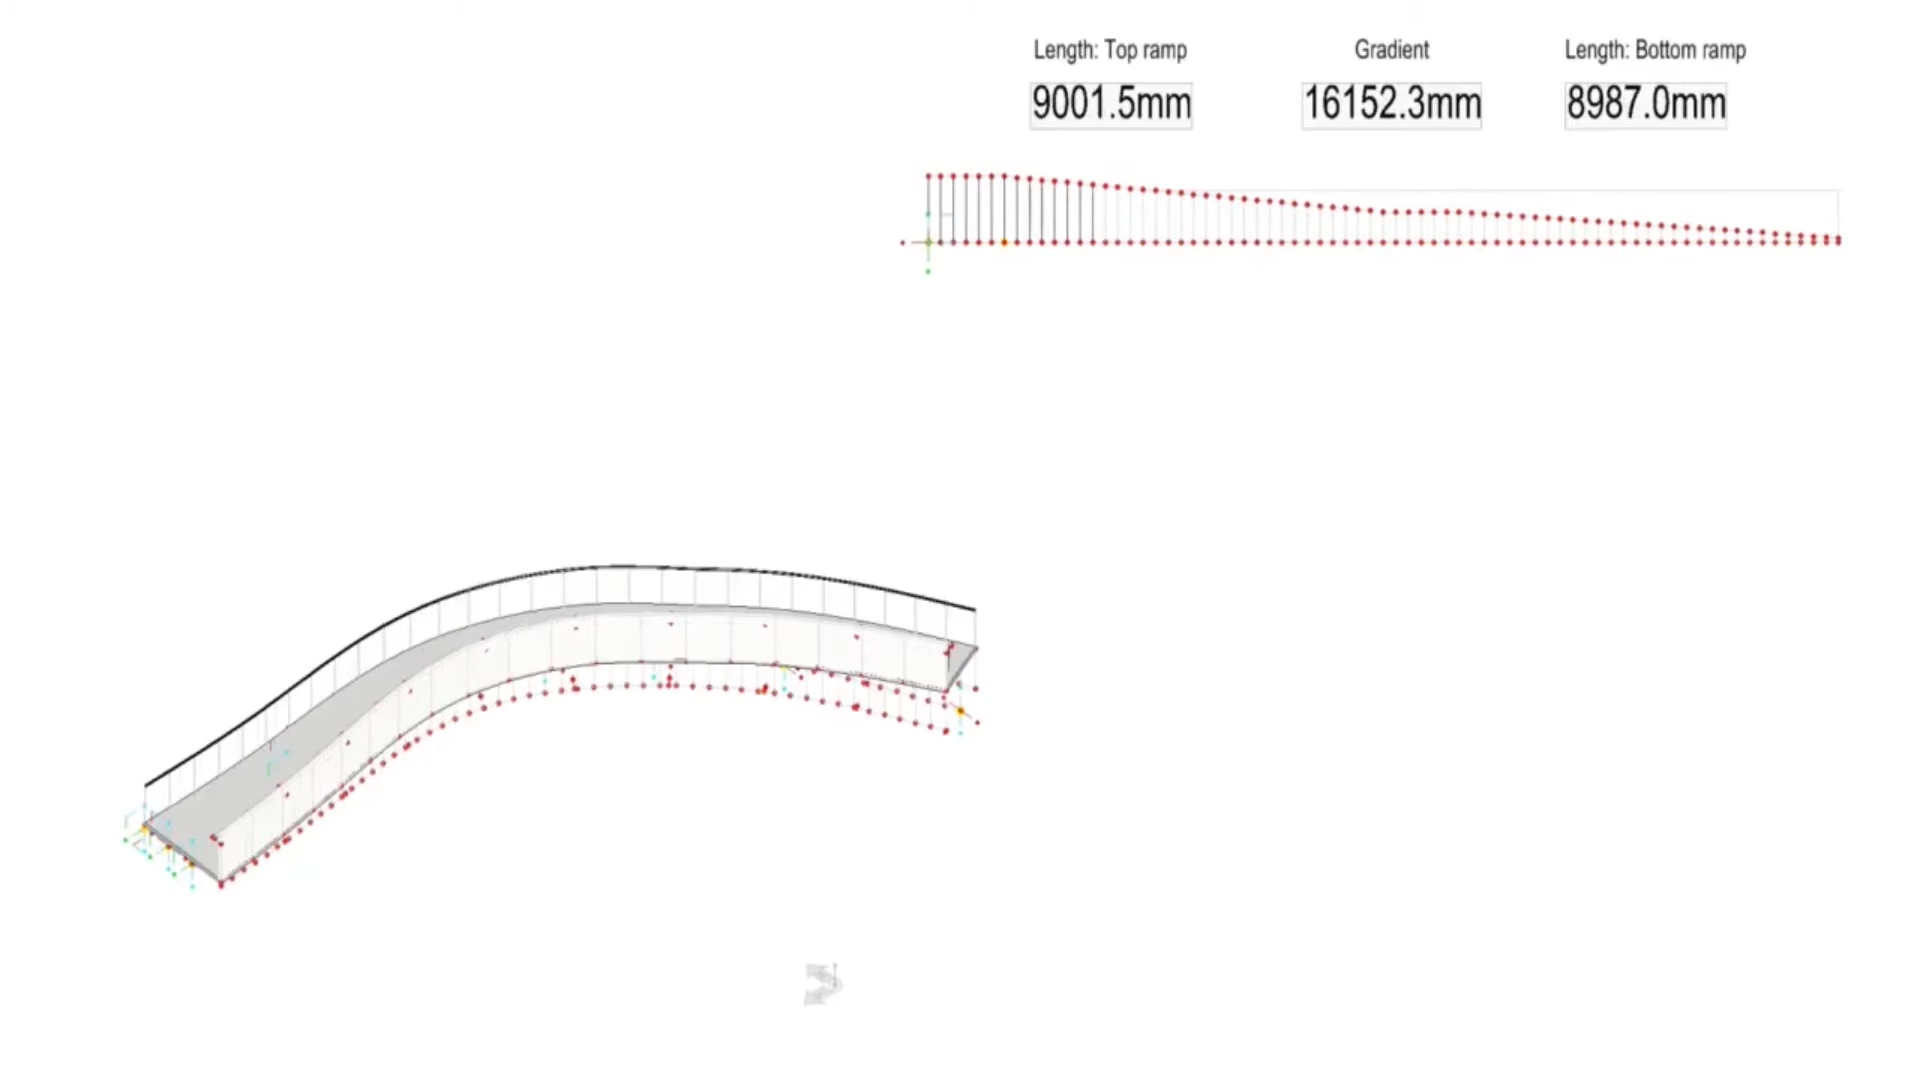 Length: Top ramp
Gradient
Length: Bottom ramp
9001.5mm
16152.3mm
8987.0mm